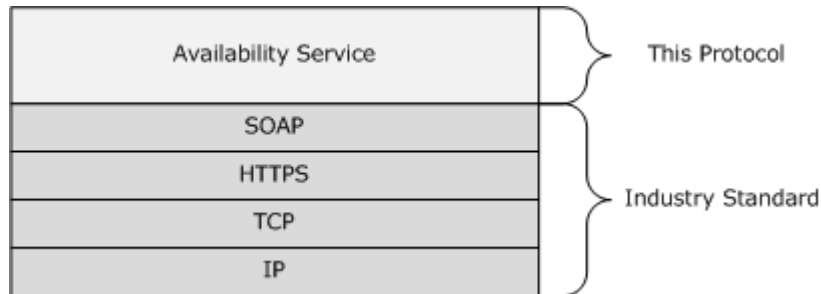 Availability Service
This Protocol
SOAP
HTTPS
TCP
Industry Standard
IP